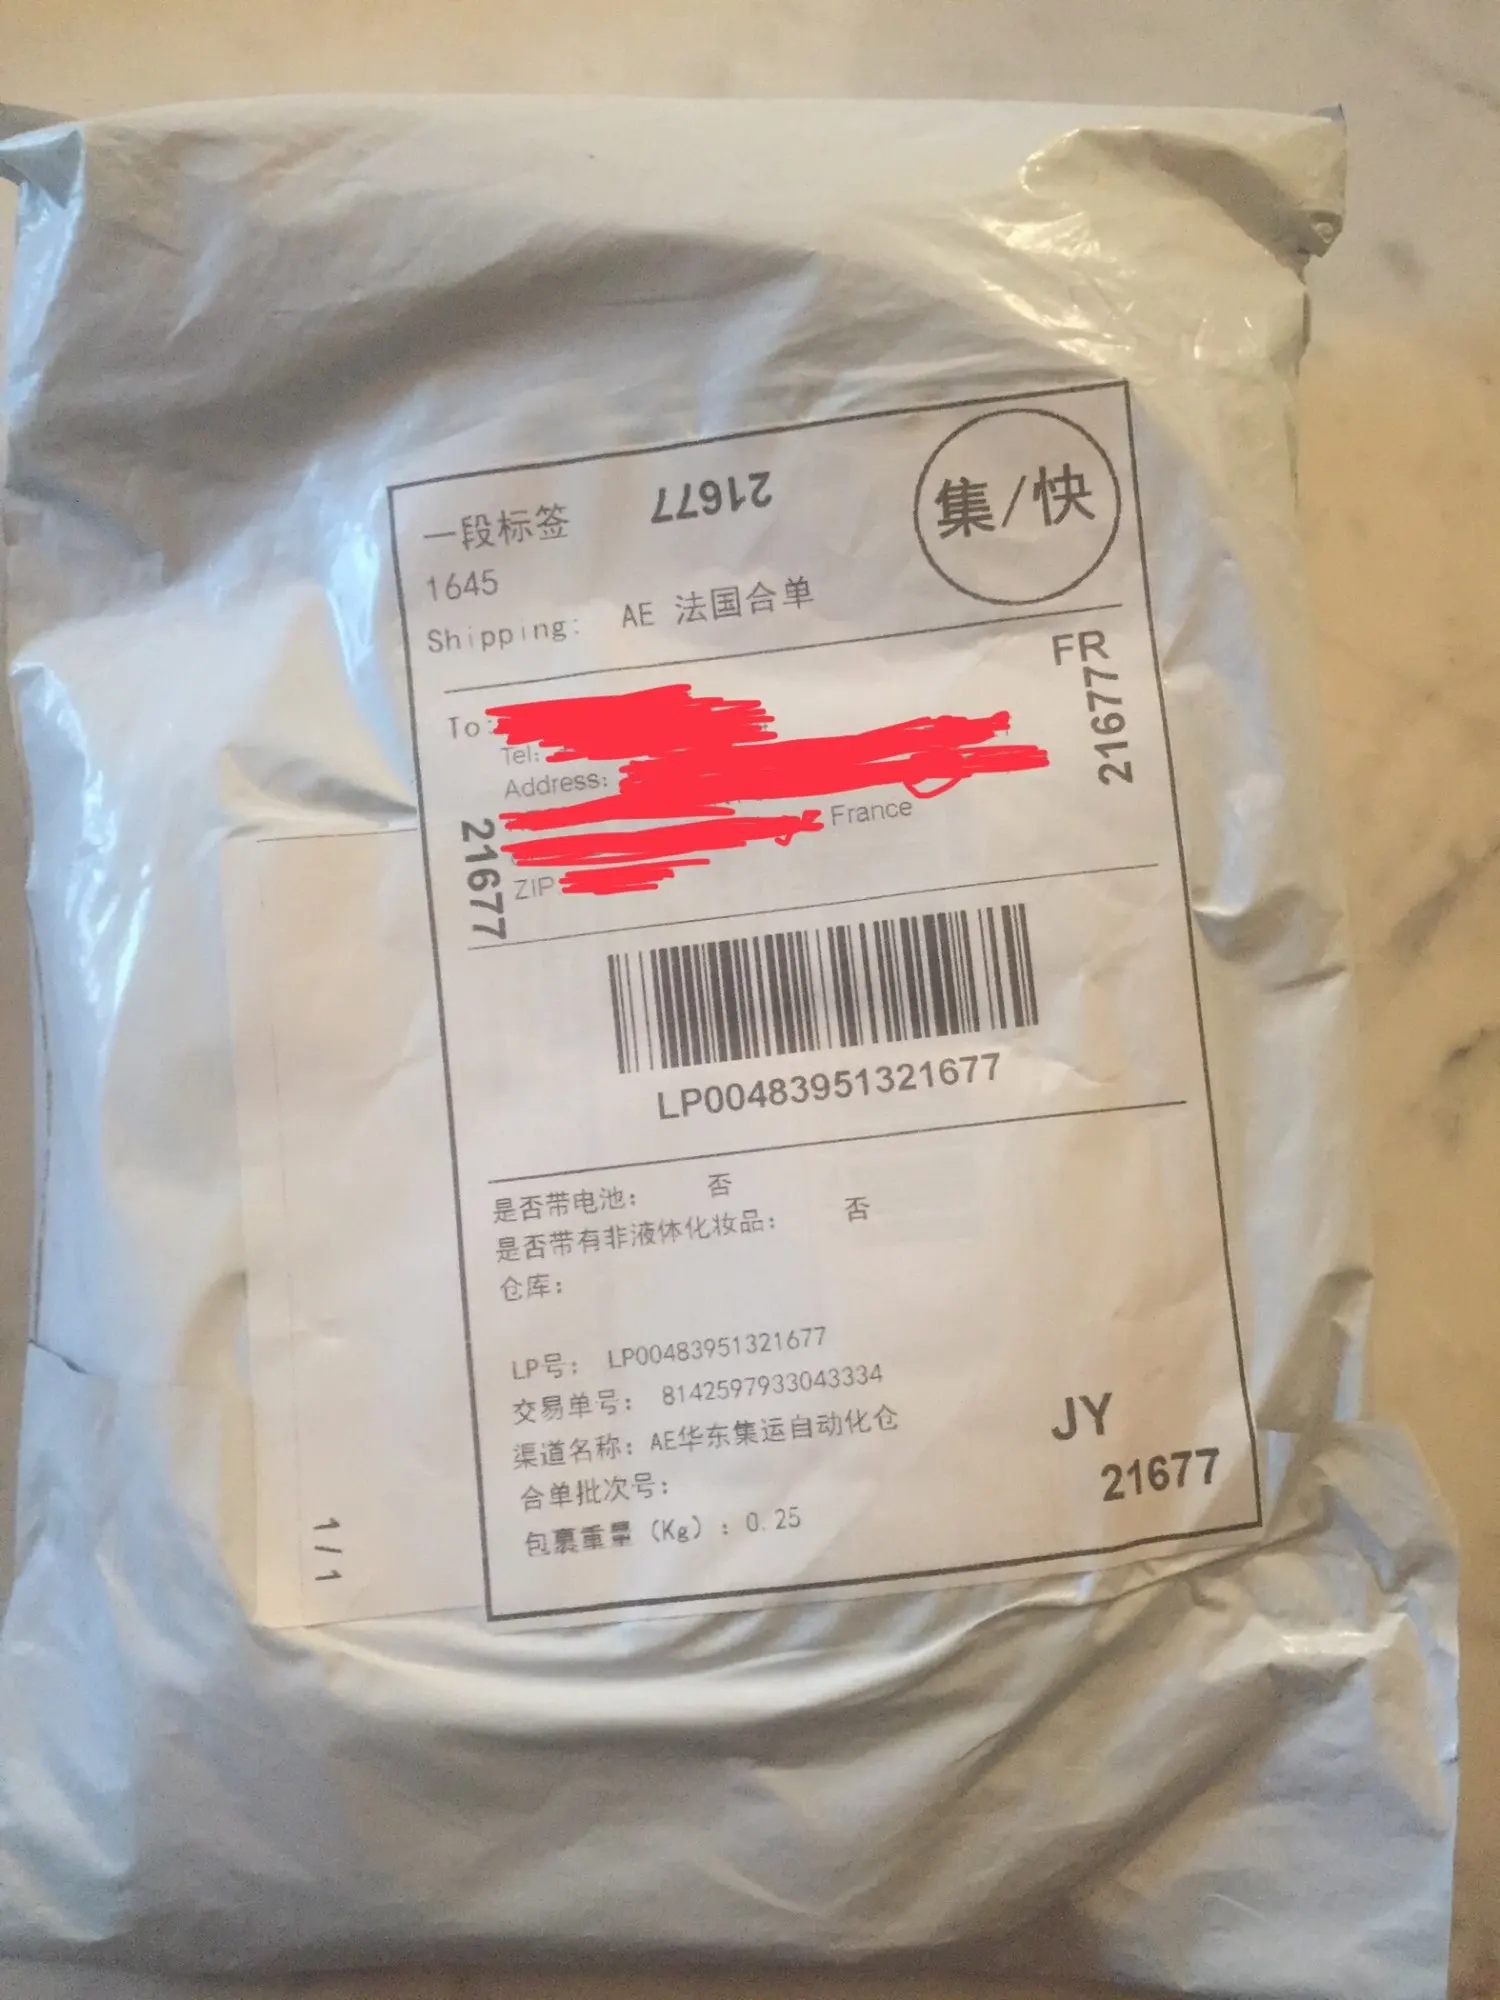 一段标签
21677
集/快
1645
Shipping: AE 法国合单
FR
21677
To:
Tel:
Address:
France
ZIP
21677
LP00483951321677
是否带电池: 否
是否带有非液体化妆品: 否
仓库:
LP号: LP00483951321677
交易单号: 8142597933043334
渠道名称: AE华东集运自动化仓
合单批次号:
包裹重量 (Kg) : 0.25
JY
21677
1/1